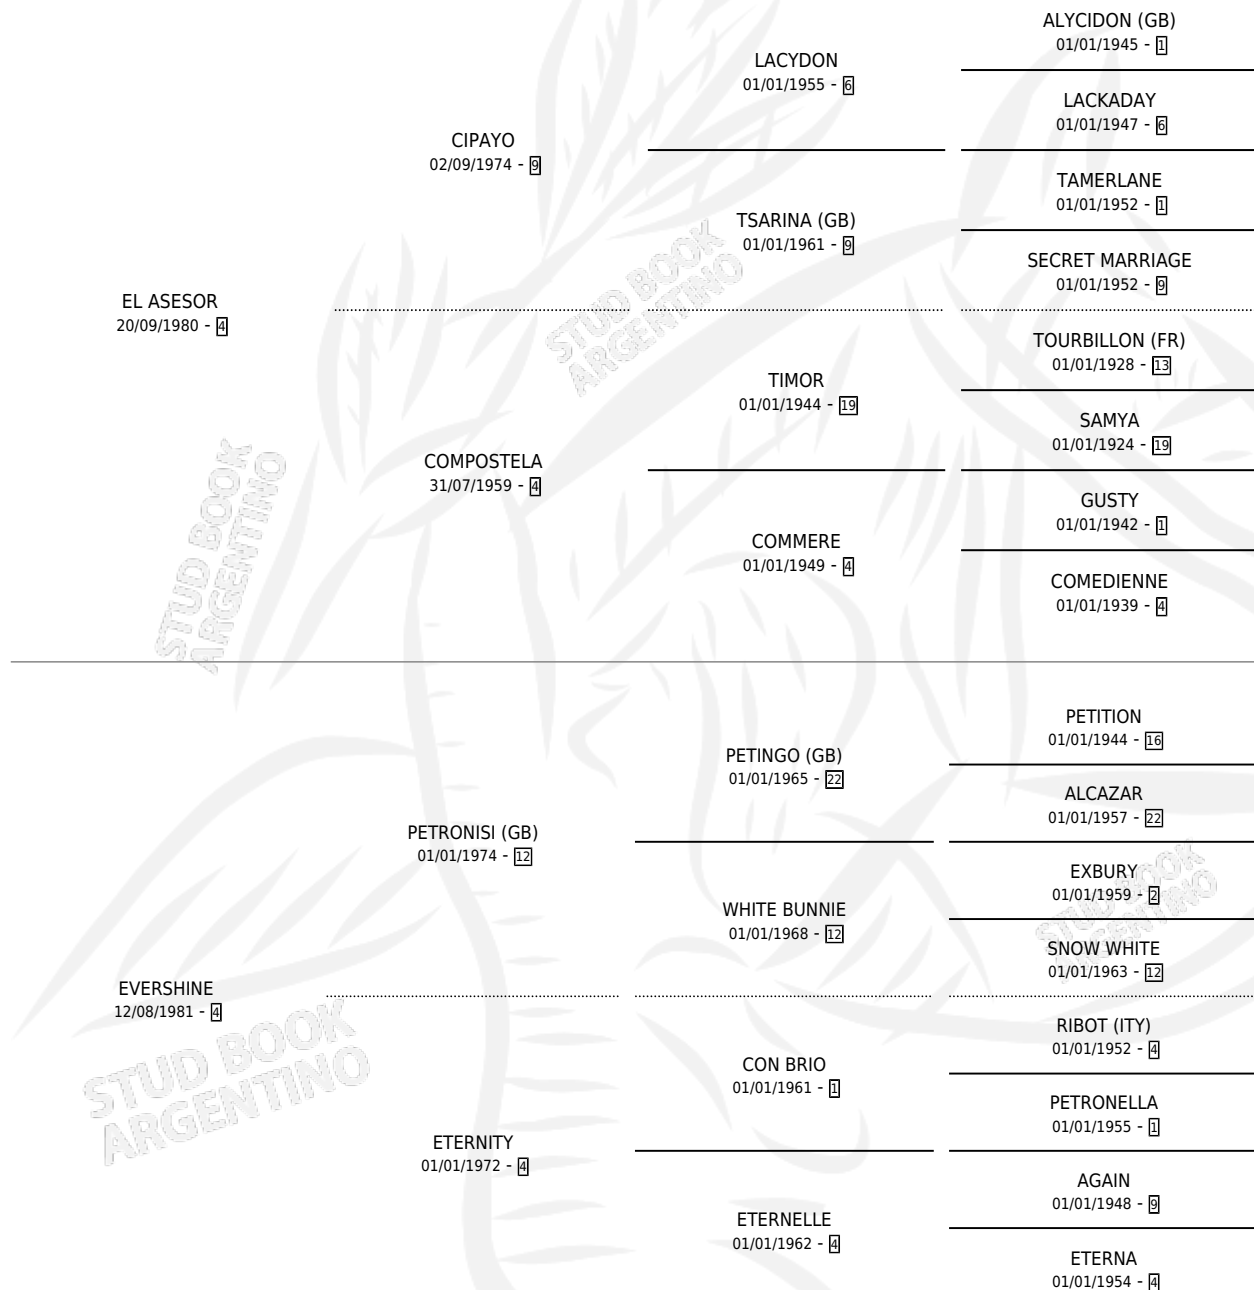 ALYCIDON (GB)
01/01/1945 - 1
LACYDON
01/01/1955 - 6
LACKADAY
01/01/1947 - 6
CIPAYO
02/09/1974 - 9
TAMERLANE
01/01/1952 - 1
TSARINA (GB)
01/01/1961 - 9
SECRET MARRIAGE
01/01/1952 - 9
EL ASESOR
20/09/1980 - 4
STUD BOOK
ARGENTINO
TOURBILLON (FR)
01/01/1928 - 13
TIMOR
01/01/1944 - 19
SAMYA
01/01/1924 - 19
COMPOSTELA
31/07/1959 - 4
GUSTY
01/01/1942 - 1
COMMERE
01/01/1949 - 4
COMEDIENNE
01/01/1939 - 4
STUD BOOK
ARGENTINO
PETITION
01/01/1944 - 16
PETINGO (GB)
01/01/1965 - 22
ALCAZAR
01/01/1957 - 22
PETRONISI (GB)
01/01/1974 - 12
EXBURY
01/01/1959 - 2
WHITE BUNNIE
01/01/1968 - 12
STUD BOOK
ARGENTINO
SNOW WHITE
01/01/1963 - 12
EVERSHINE
12/08/1981 - 4
STUD BOOK
ARGENTINO
RIBOT (ITY)
01/01/1952 - 4
CON BRIO
01/01/1961 - 1
PETRONELLA
01/01/1955 - 1
ETERNITY
01/01/1972 - 4
AGAIN
01/01/1948 - 9
ETERNELLE
01/01/1962 - 4
ETERNA
01/01/1954 - 4